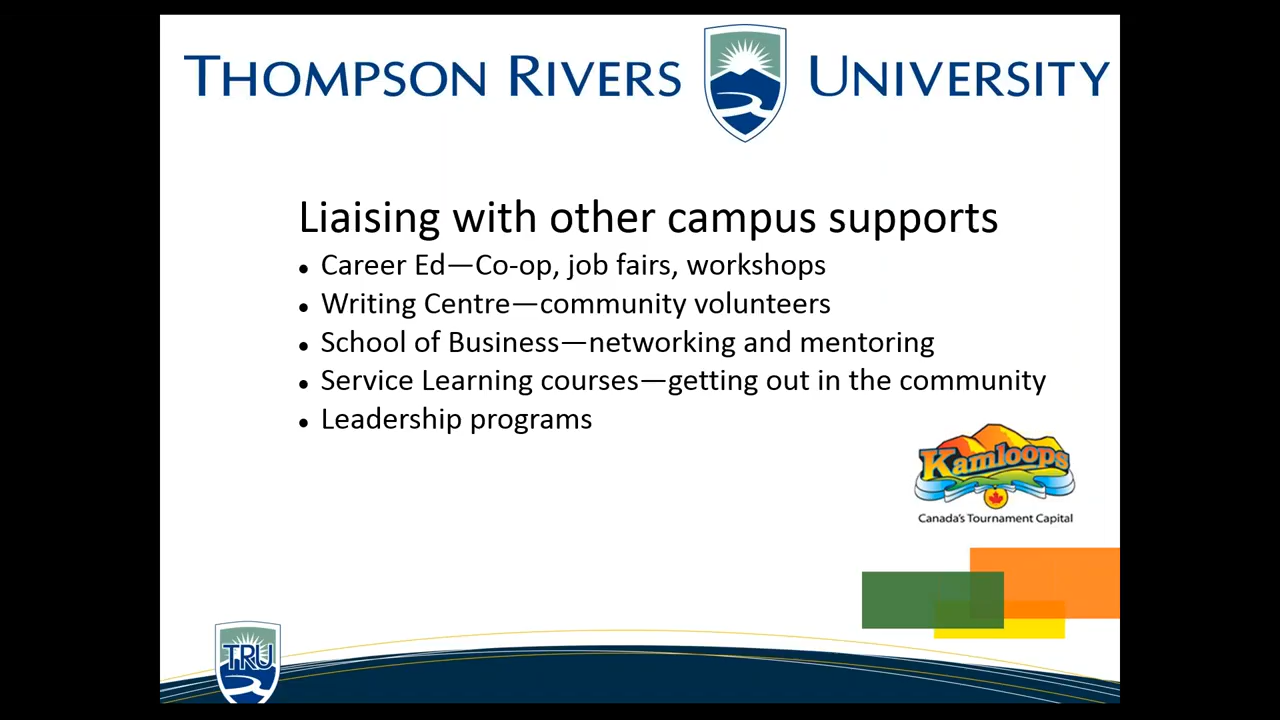 THOMPSON RIVERS UNIVERSITY
Liaising with other campus supports
• Career Ed—Co-op, job fairs, workshops
• Writing Centre—community volunteers
• School of Business—networking and mentoring
• Service Learning courses—getting out in the community
• Leadership programs
Kamloops
Canada's Tournament Capital
TRU